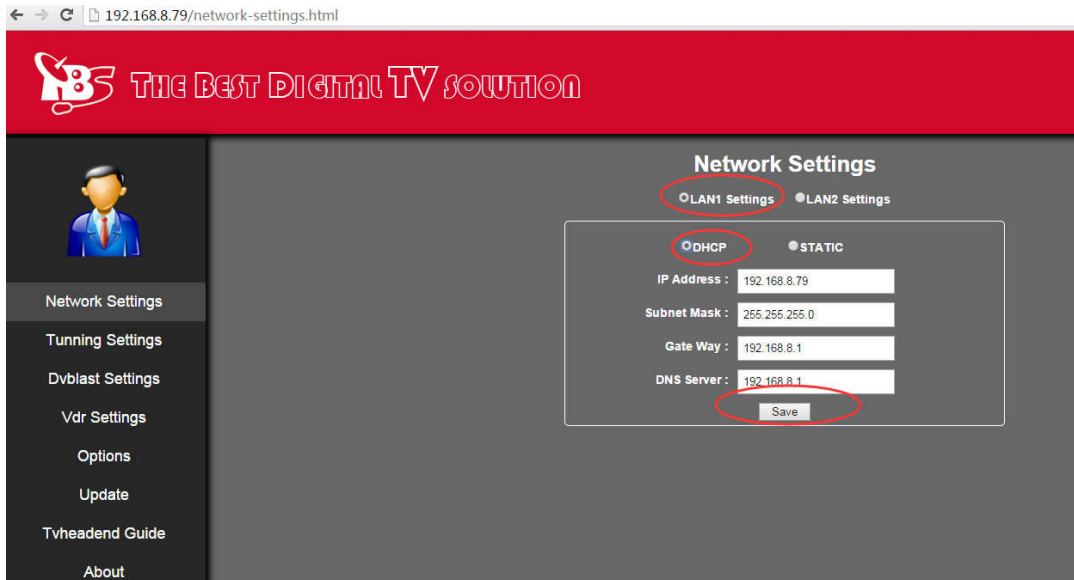 192.168.8.79/network-settings.html
TBS THE BEST DIGITAL TV SOLUTION
Network Settings
LAN1 Settings LAN2 Settings
DHCP STATIC
IP Address : 192.168.8.79
Subnet Mask : 255.255.255.0
Gate Way : 192.168.8.1
DNS Server : 192.168.8.1
Save
Network Settings
Tunning Settings
Dvblast Settings
Vdr Settings
Options
Update
Tvheadend Guide
About